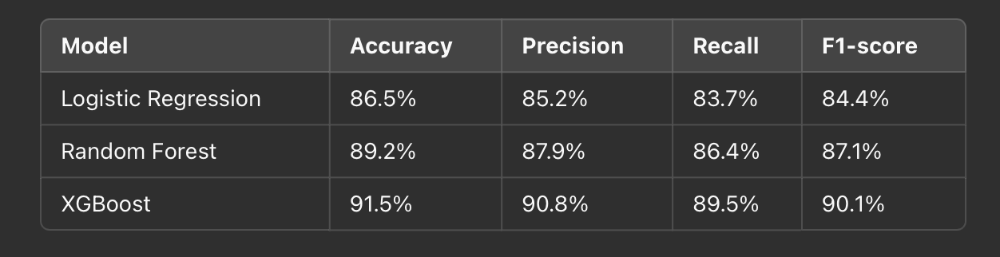 Model Accuracy Precision Recall F1-score
Logistic Regression 86.5% 85.2% 83.7% 84.4%
Random Forest 89.2% 87.9% 86.4% 87.1%
XGBoost 91.5% 90.8% 89.5% 90.1%